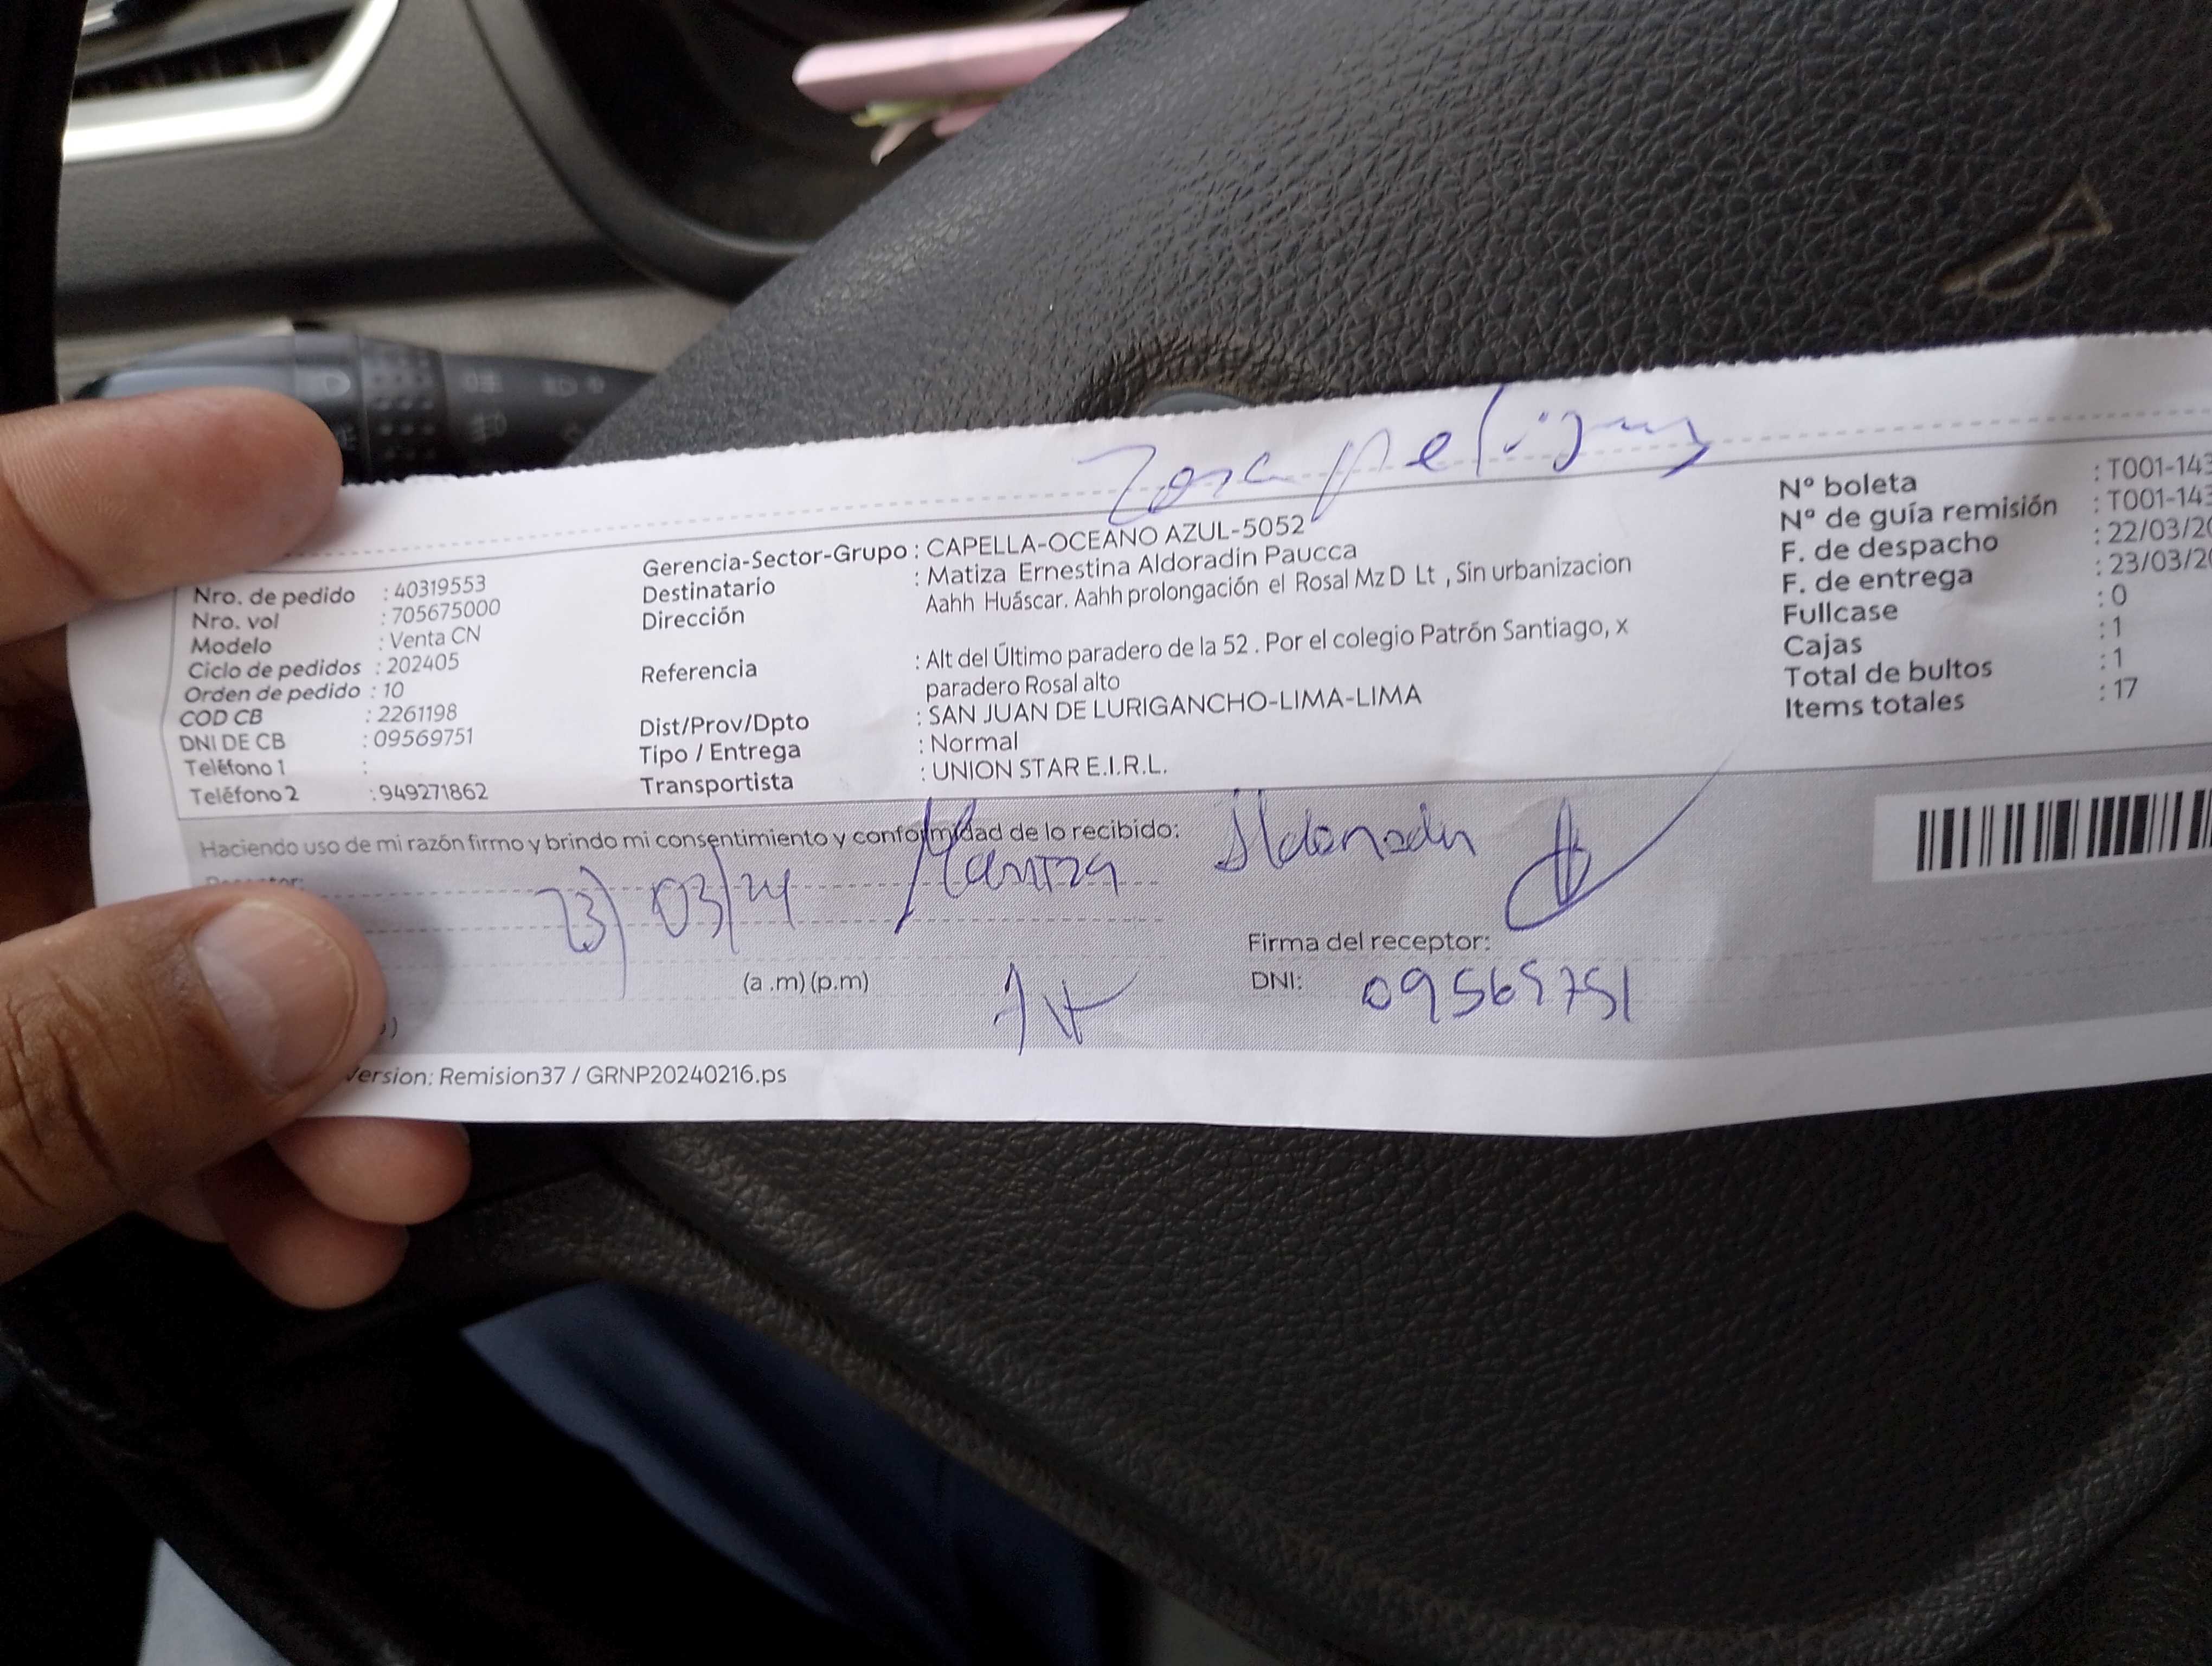 Zona peligrosa
Nro. de pedido : 40319553
Nro. vol : 705675000
Modelo : Venta CN
Ciclo de pedidos : 202405
Orden de pedido : 10
COD CB : 2261198
DNI DE CB : 09569751
Teléfono 1 :
Teléfono 2 : 949271862
Gerencia-Sector-Grupo : CAPELLA-OCEANO AZUL-5052
Destinatario : Matiza Ernestina Aldoradín Paucca
Dirección Aahh Huáscar. Aahh prolongación el Rosal Mz D Lt , Sin urbanizacion
Referencia : Alt del Último paradero de la 52 . Por el colegio Patrón Santiago, x
paradero Rosal alto
Dist/Prov/Dpto : SAN JUAN DE LURIGANCHO-LIMA-LIMA
Tipo / Entrega : Normal
Transportista : UNION STAR E.I.R.L.
Nº boleta : T001-143
Nº de guía remisión : T001-143
F. de despacho : 22/03/20
F. de entrega : 23/03/20
Fullcase : 0
Cajas : 1
Total de bultos : 1
Items totales : 17
Haciendo uso de mi razón firmo y brindo mi consentimiento y conformidad de lo recibido:
23/03/24 Matiza Aldoradin
Firma del receptor:
(a .m) (p.m)
DNI: 09569751
Version: Remision37 / GRNP20240216.ps